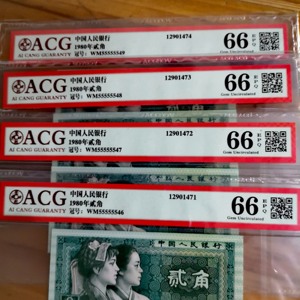 ACG
AI CANG GUARANTY
中国人民银行
1980年贰角
冠号: WM55555549
12901474
66 EPQ
Gem Uncirculated
ACG
AI CANG GUARANTY
中国人民银行
1980年贰角
冠号: WM55555548
12901473
66 EPQ
Gem Uncirculated
ACG
AI CANG GUARANTY
中国人民银行
1980年贰角
冠号: WM55555547
12901472
66 EPQ
Gem Uncirculated
ACG
AI CANG GUARANTY
中国人民银行
1980年贰角
冠号: WM55555546
12901471
66 EPQ
Gem Uncirculated
中国人民银行
贰角